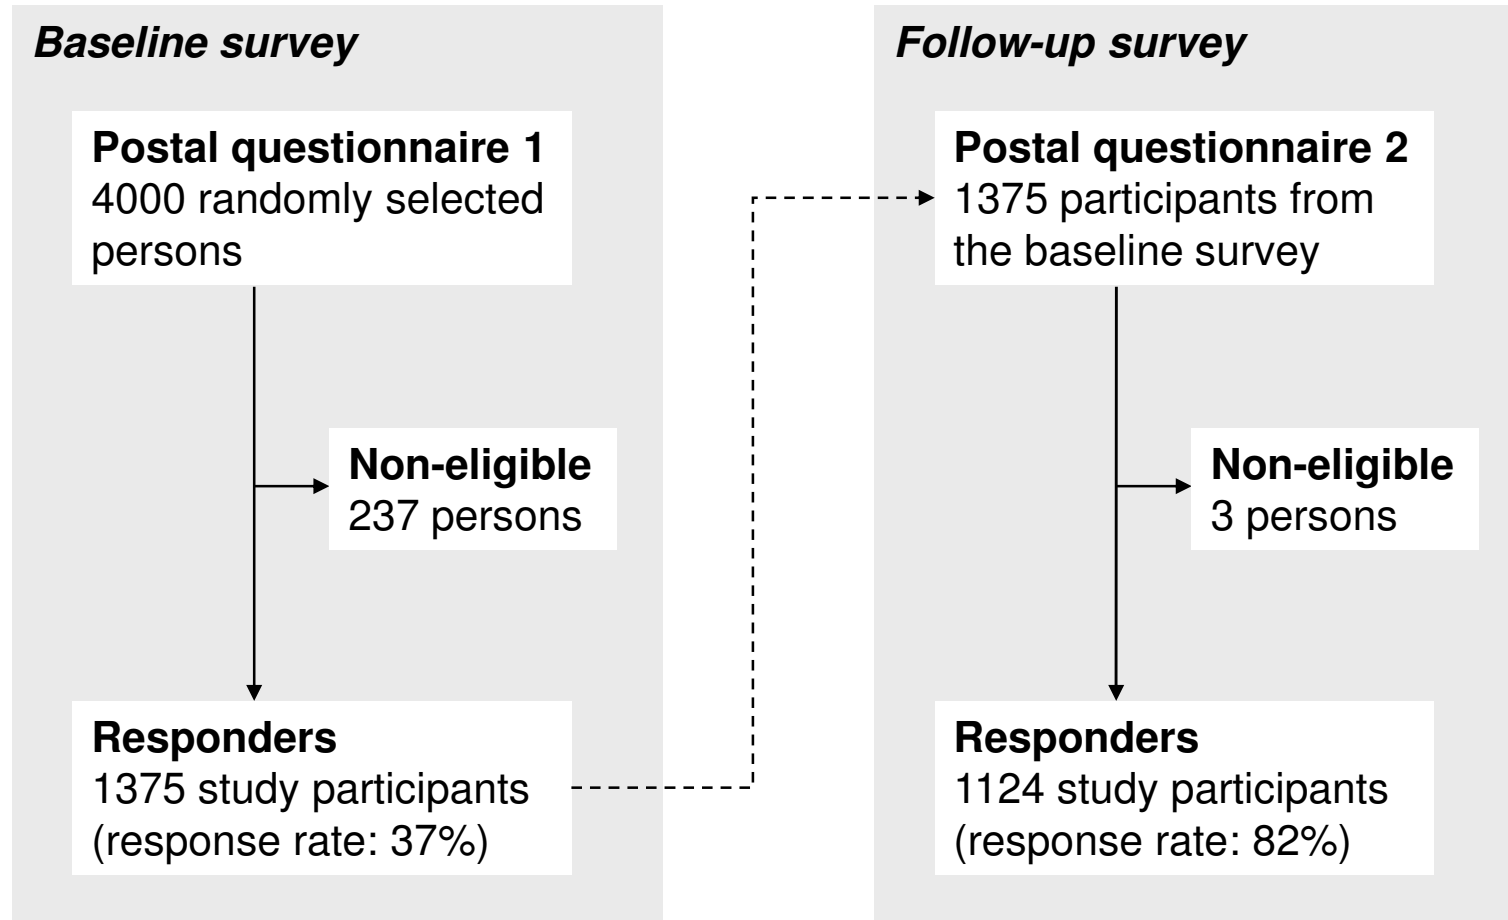 Baseline survey
Postal questionnaire 1
4000 randomly selected
persons
Non-eligible
237 persons
Responders
1375 study participants
(response rate: 37%)
Follow-up survey
Postal questionnaire 2
1375 participants from
the baseline survey
Non-eligible
3 persons
Responders
1124 study participants
(response rate: 82%)